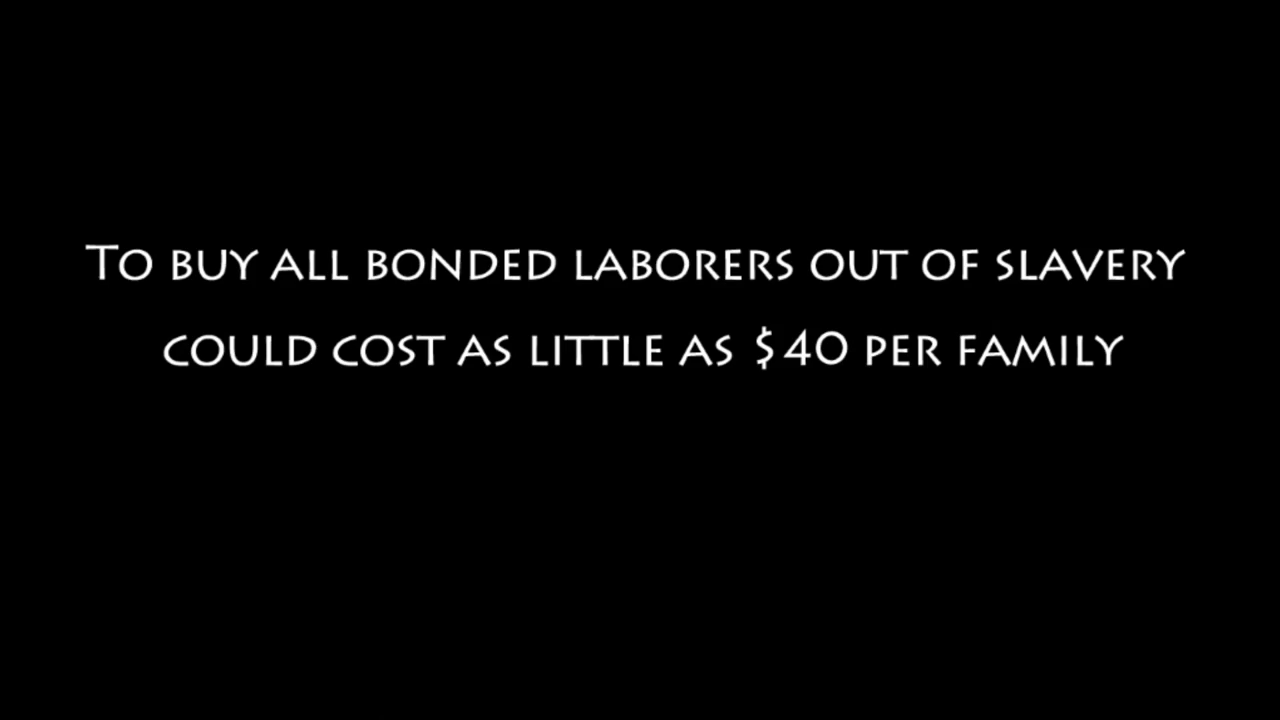 To buy all bonded laborers out of slavery
could cost as little as $40 per family